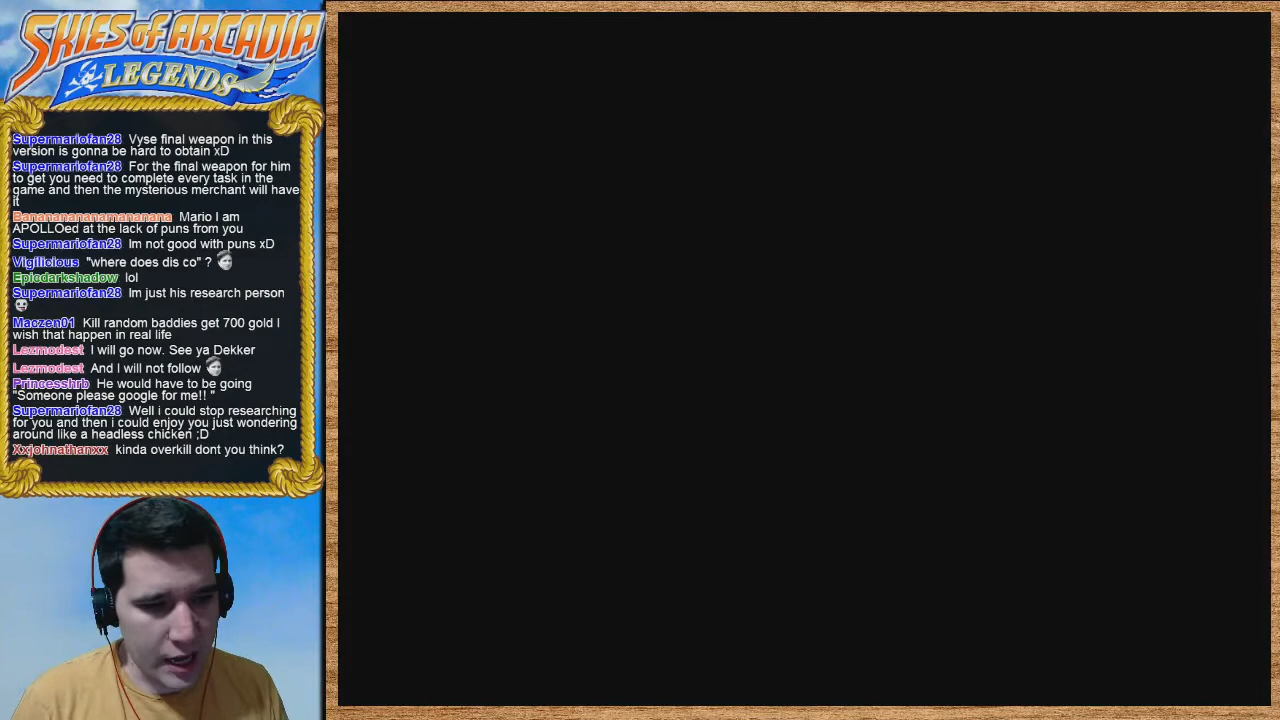 SKIES of ARCADIA
LEGENDS
Supermariofan28 Vyse final weapon in this
version is gonna be hard to obtain xD
Supermariofan28 For the final weapon for him
to get you need to complete every task in the
game and then the mysterious merchant will have
it
Banananananamananana Mario I am
APOLLOed at the lack of puns from you
Supermariofan28 Im not good with puns xD
Vigilicious "where does dis co" ?
Epicdarkshadow lol
Supermariofan28 Im just his research person
Maczen01 Kill random baddies get 700 gold I
wish that happen in real life
Lezmodest I will go now. See ya Dekker
Lezmodest And I will not follow
Princesshrb He would have to be going
"Someone please google for me!! "
Supermariofan28 Well i could stop researching
for you and then i could enjoy you just wondering
around like a headless chicken ;D
Xxjohnathanxx kinda overkill dont you think?